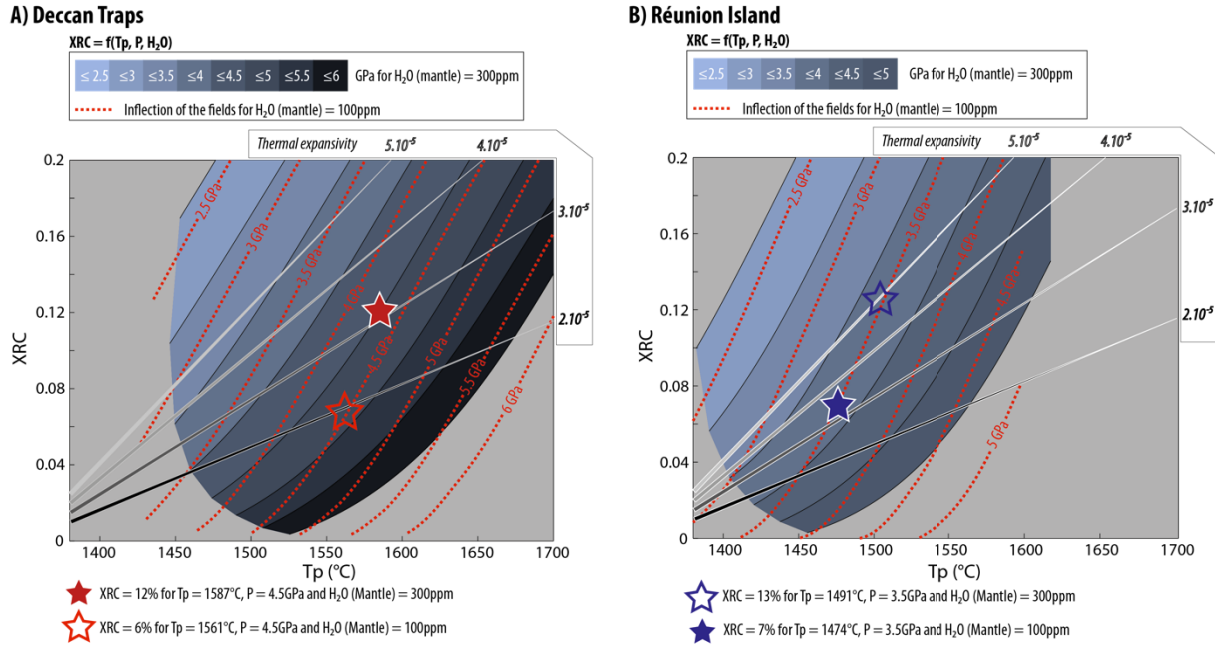 A) Deccan Traps
XRC = f(Tp, P, H₂O)
≤ 2.5 ≤3 ≤3.5 ≤4 ≤4.5 ≤5 ≤5.5 ≤6 GPa for H₂O (mantle) = 300ppm
Inflection of the fields for H₂O (mantle) = 100ppm
Thermal expansivity 5.10⁻⁵ 4.10⁻⁵
3.10⁻⁵
2.10⁻⁵
0.2
0.16
0.12
0.08
0.04
0
XRC
2.5 GPa
3 GPa
3.5 GPa
4 GPa
4.5 GPa
5 GPa
5.5 GPa
6 GPa
1400 1450 1500 1550 1600 1650 1700
Tp (°C)
XRC = 12% for Tp = 1587°C, P = 4.5GPa and H₂O (Mantle) = 300ppm
XRC = 6% for Tp = 1561°C, P = 4.5GPa and H₂O (Mantle) = 100ppm
B) Réunion Island
XRC = f(Tp, P, H₂O)
≤2.5 ≤3 ≤3.5 ≤4 ≤4.5 ≤5 GPa for H₂O (mantle) = 300ppm
Inflection of the fields for H₂O (mantle) = 100ppm
Thermal expansivity 5.10⁻⁵ 4.10⁻⁵
3.10⁻⁵
2.10⁻⁵
0.2
0.16
0.12
0.08
0.04
0
XRC
2.5 GPa
3 GPa
3.5 GPa
4 GPa
4.5 GPa
5 GPa
1400 1450 1500 1550 1600 1650 1700
Tp (°C)
XRC = 13% for Tp = 1491°C, P = 3.5GPa and H₂O (Mantle) = 300ppm
XRC = 7% for Tp = 1474°C, P = 3.5GPa and H₂O (Mantle) = 100ppm